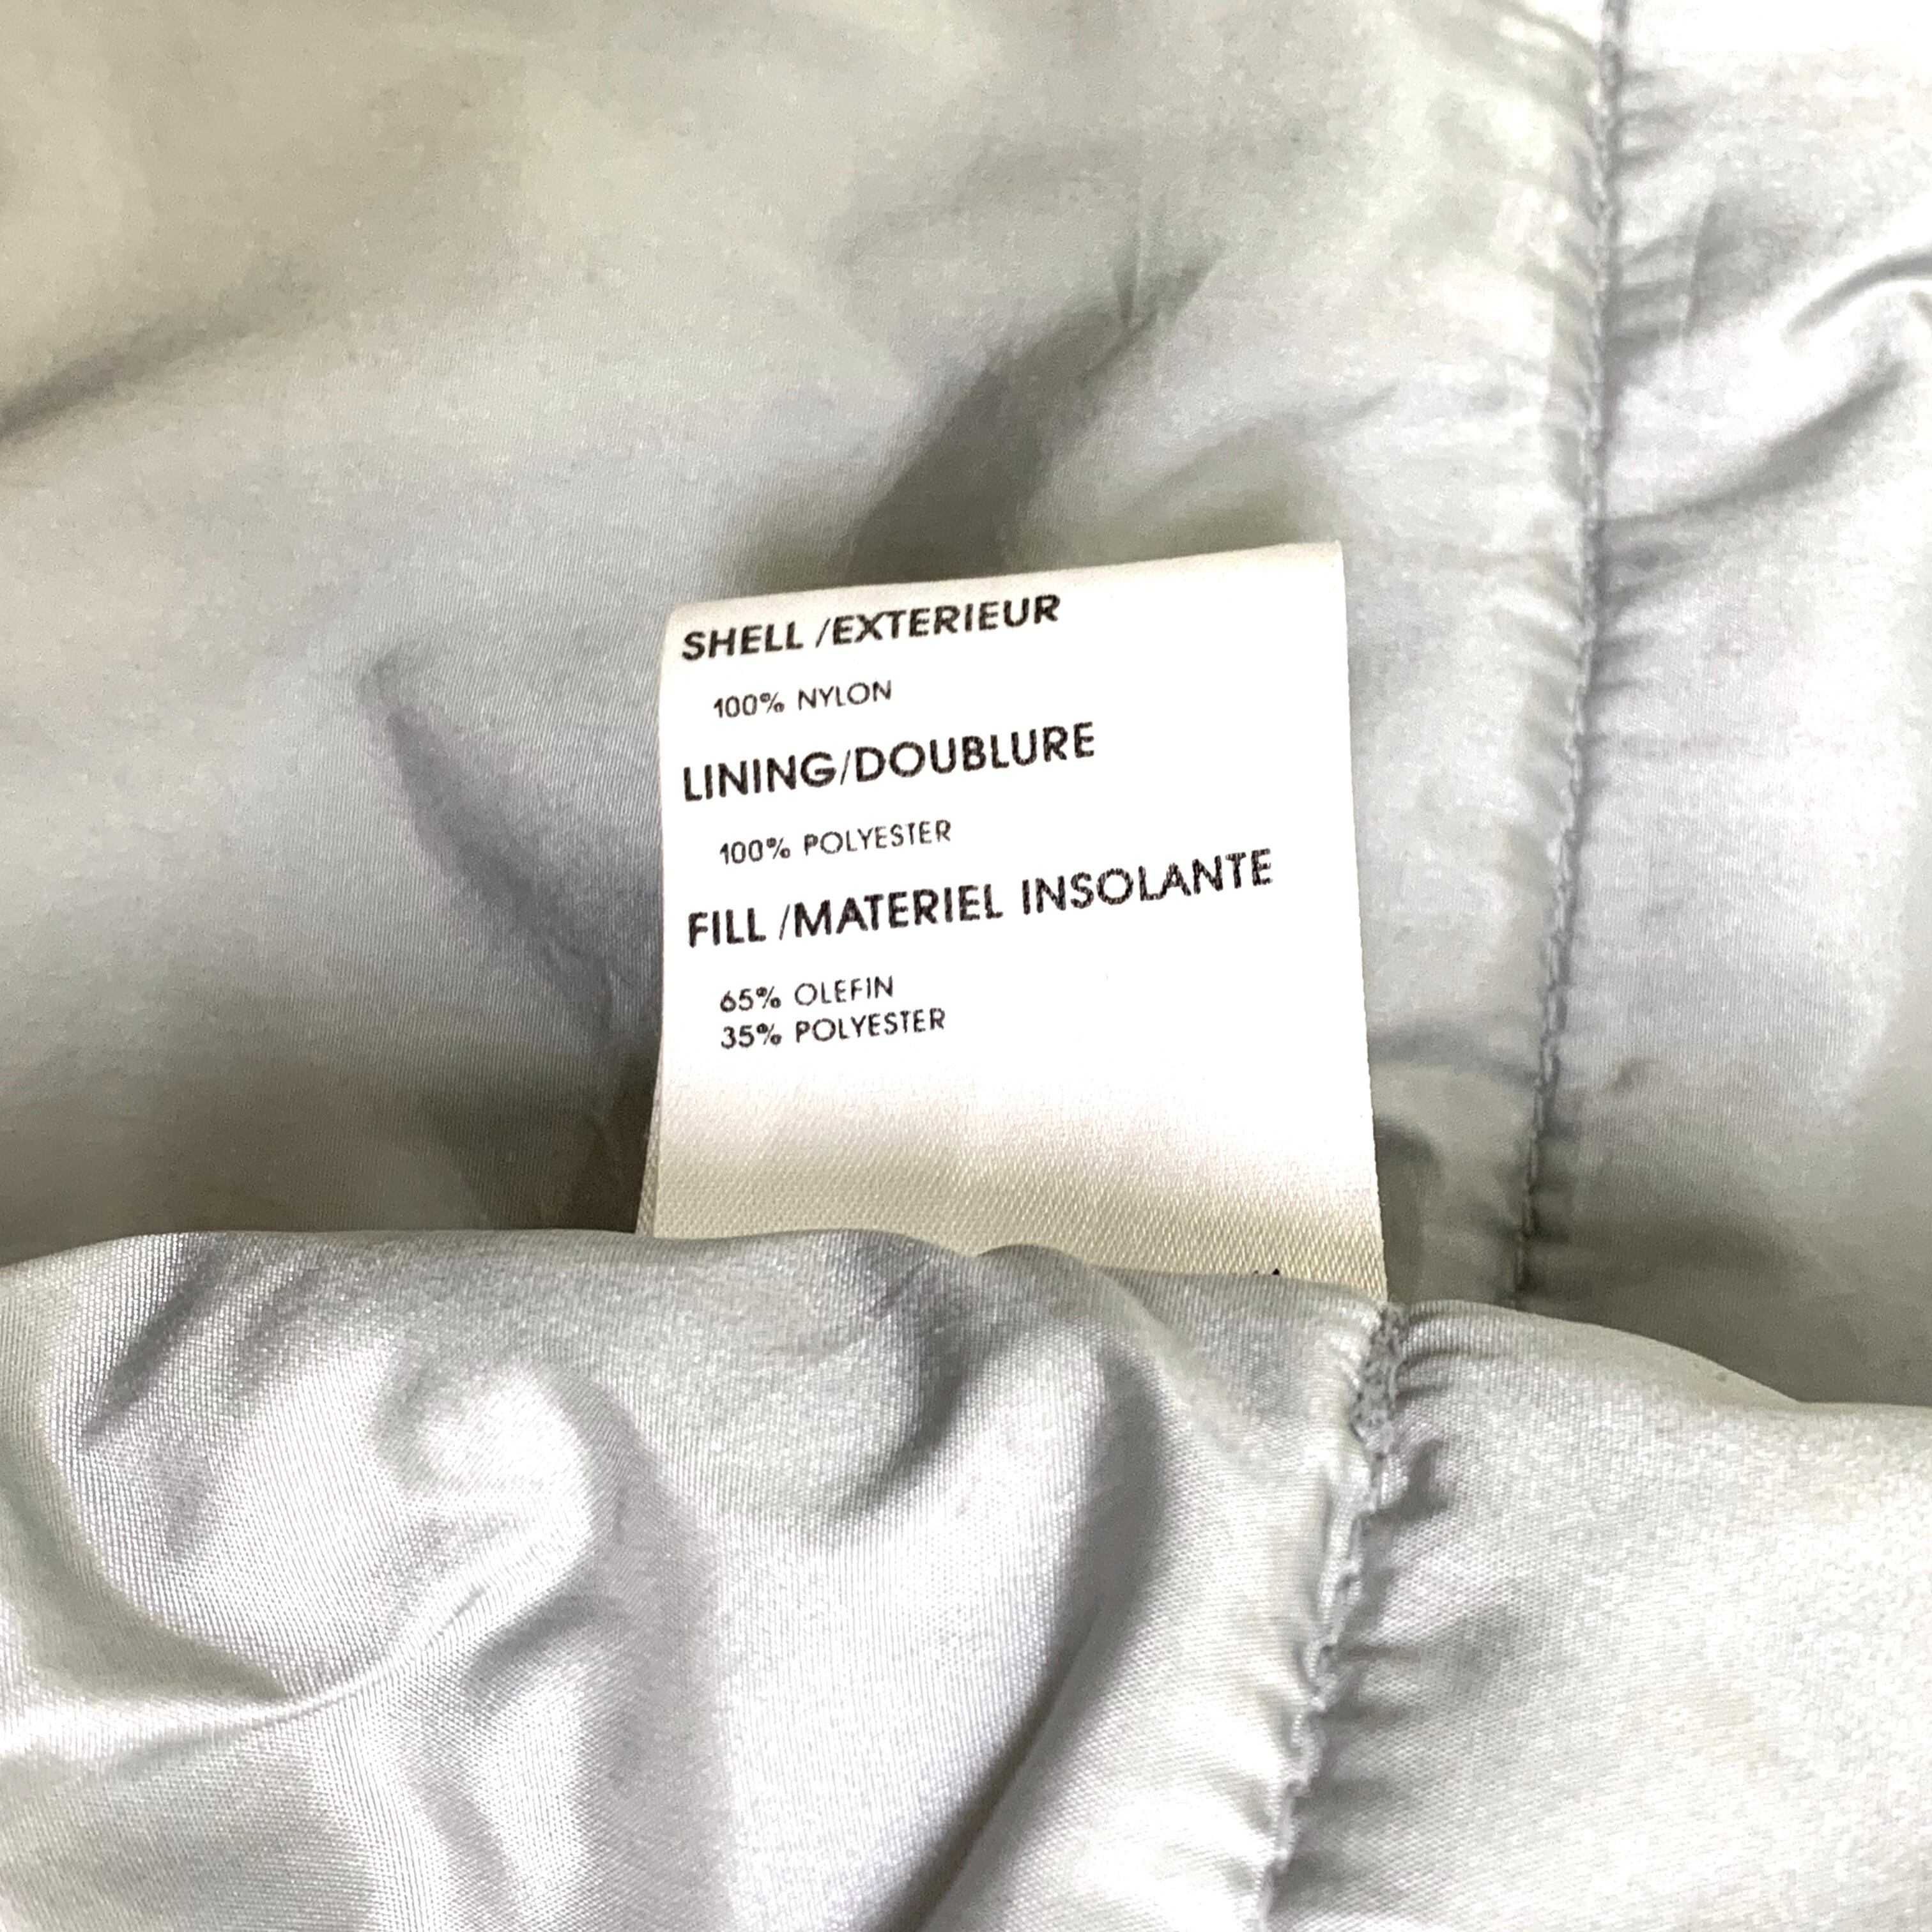 SHELL /EXTERIEUR
100% NYLON
LINING/DOUBLURE
100% POLYESTER
FILL /MATERIEL INSOLANTE
65% OLEFIN
35% POLYESTER